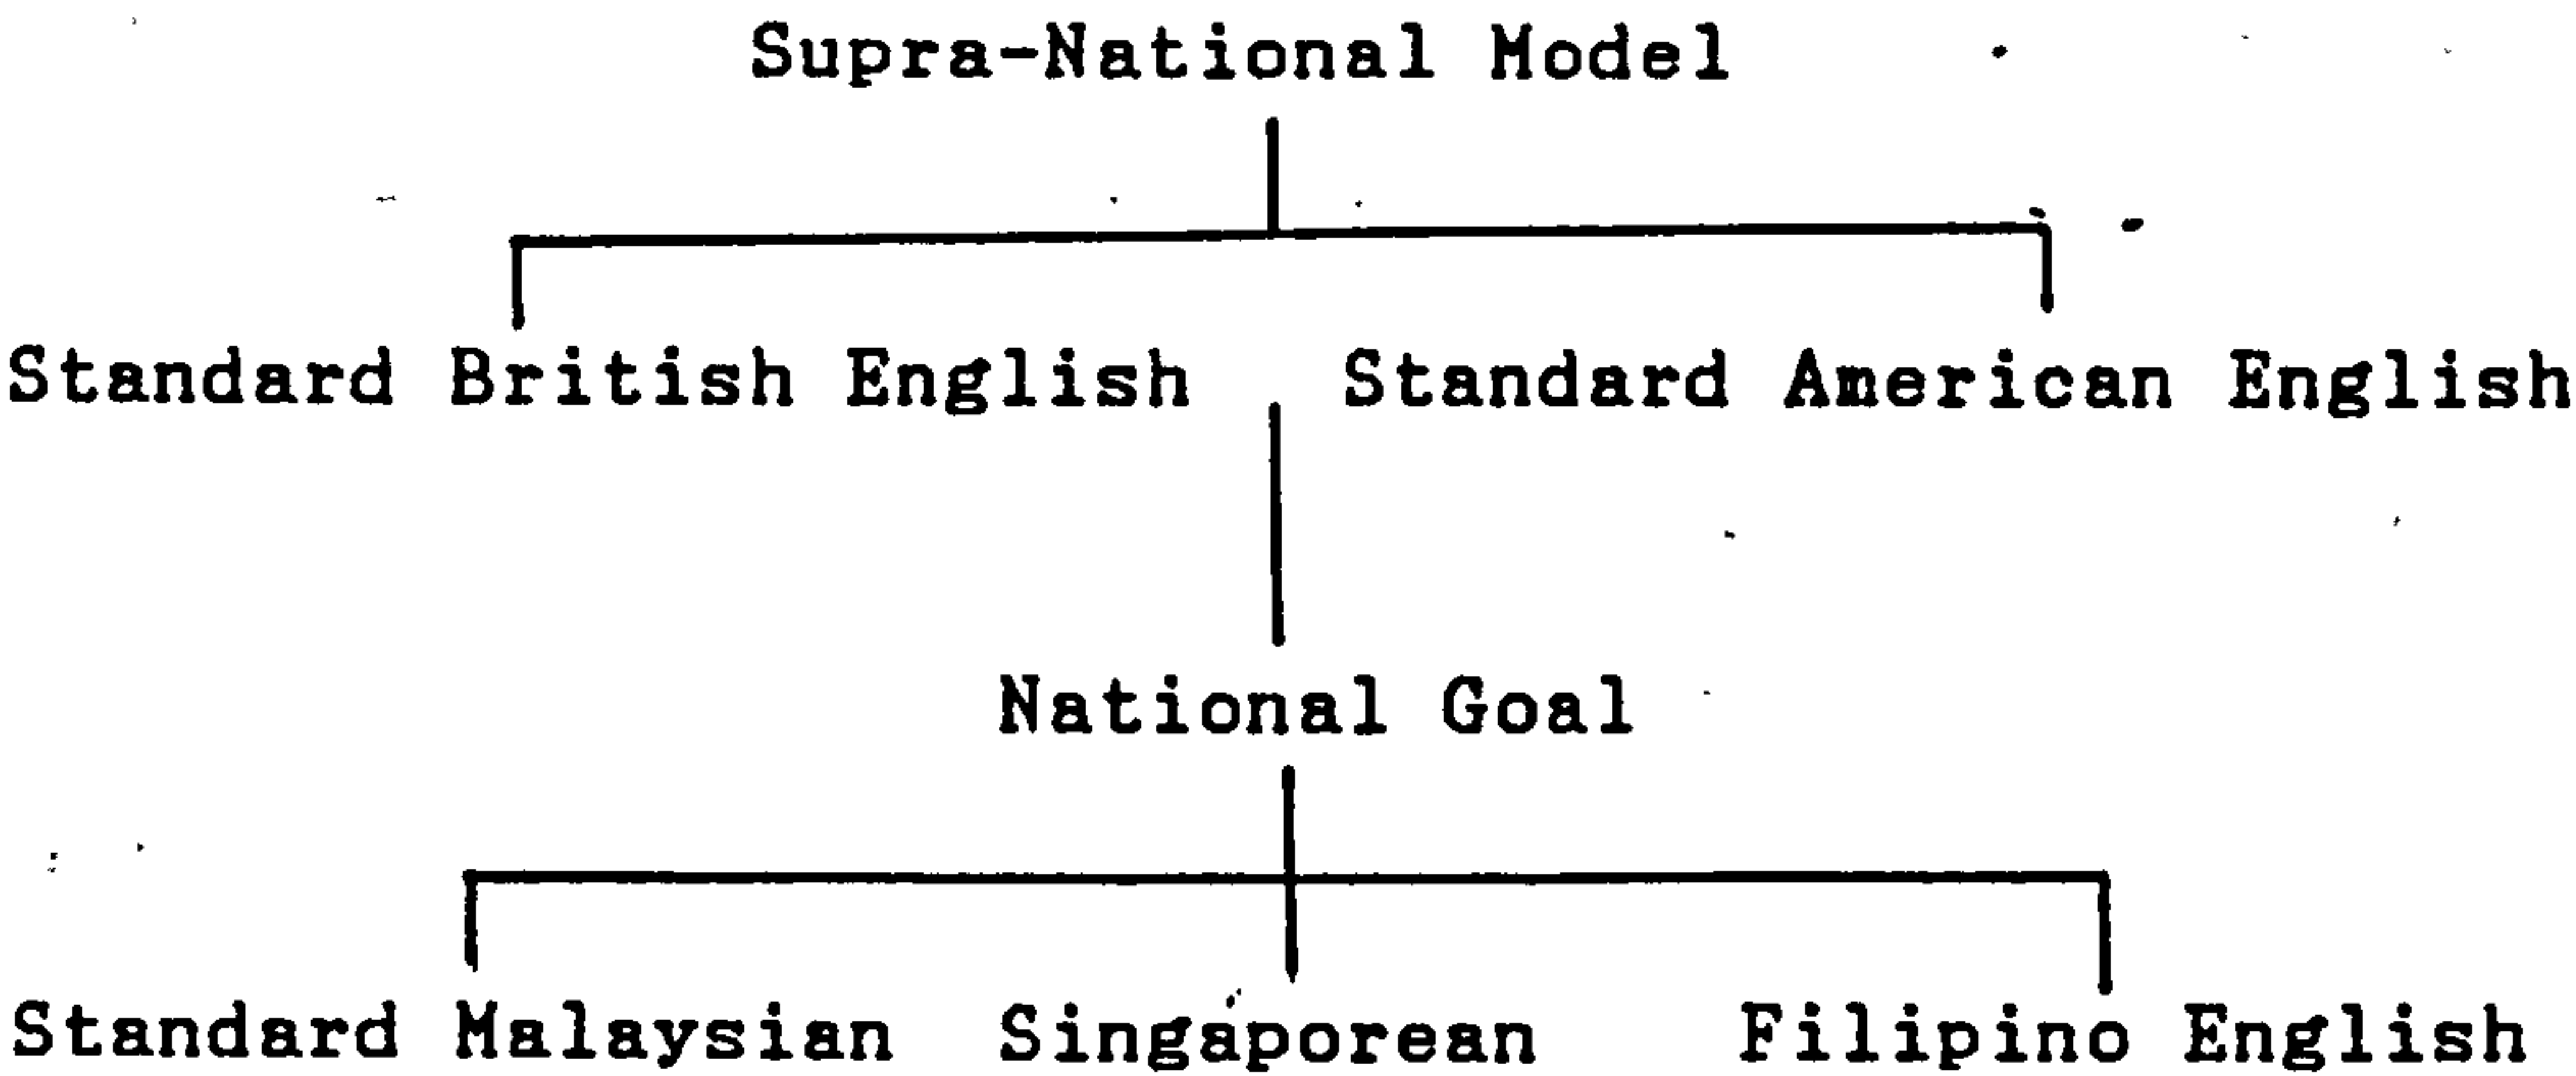 Supra-National Model
Standard British English Standard American English
National Goal
Standard Malaysian Singaporean Filipino English